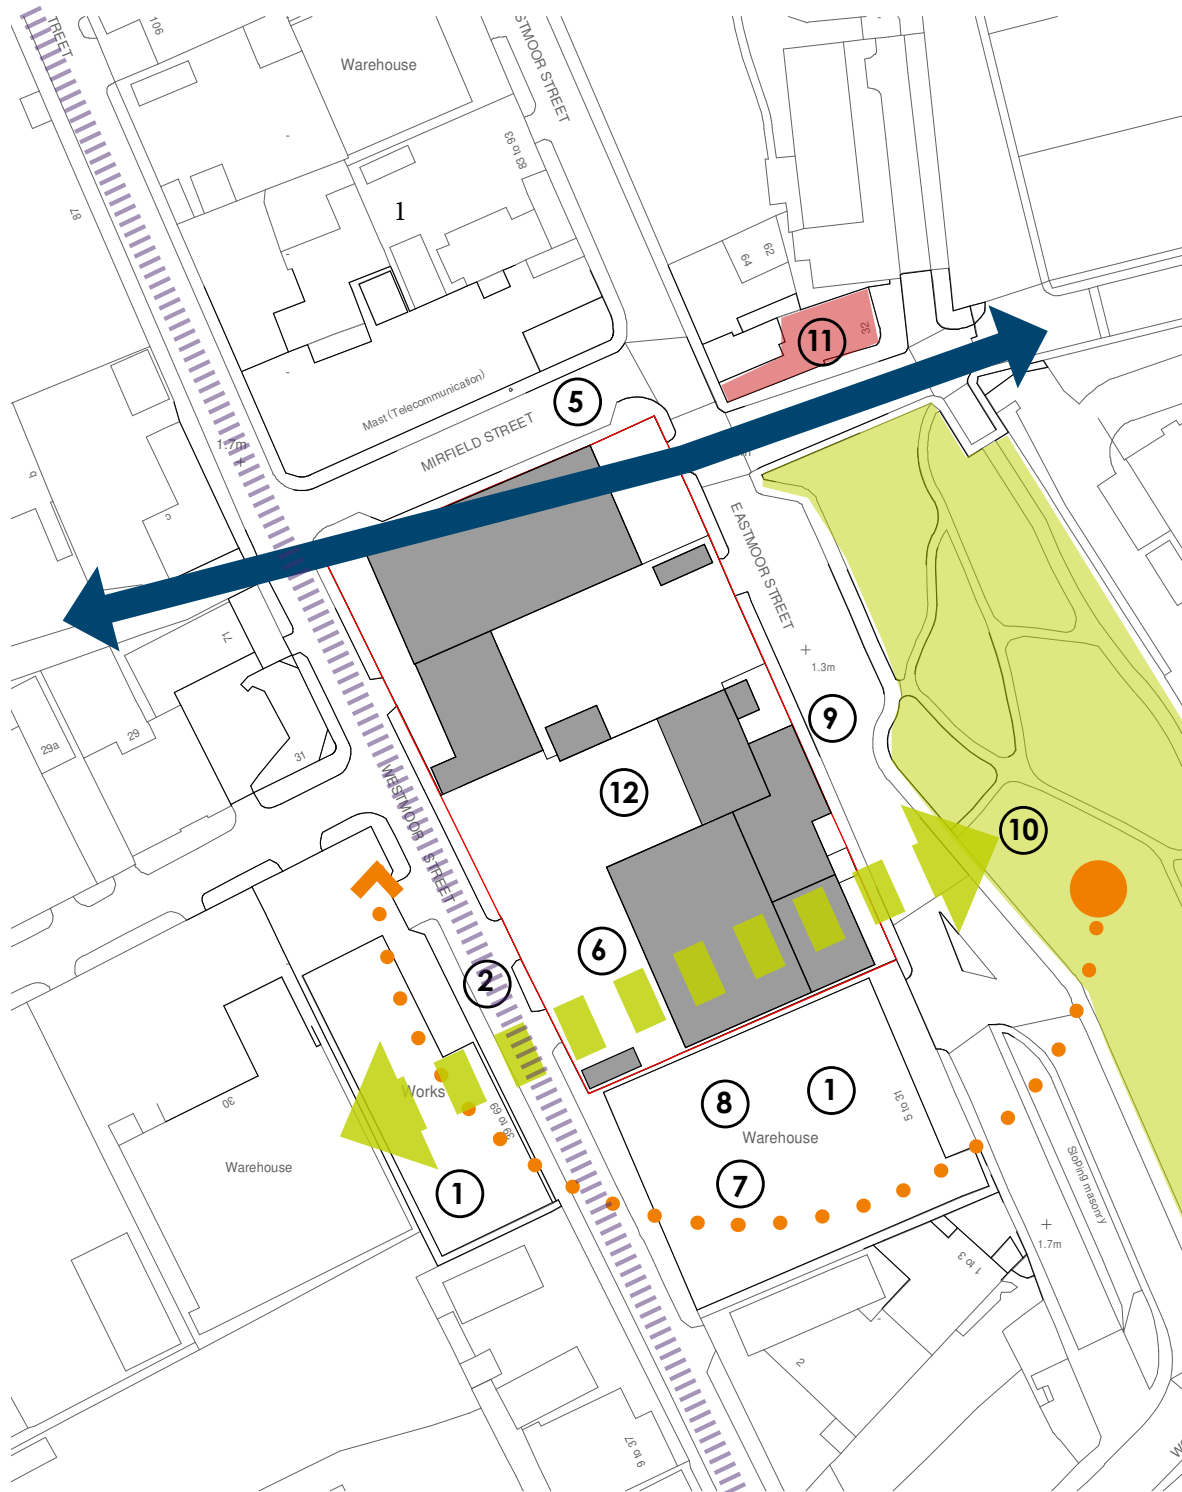 TREET
106
STMOOR STREET
Warehouse
83 to 93
87
1
62
64
32
11
5
Mast (Telecommunication)
MIRFIELD STREET
1.7m
b
c
EASTMOOR STREET
1.3m
71
29
29a
31
9
12
10
WESTMOOR STREET
6
2
Works
39 to 69
30
8
1
5 to 31
Warehouse
Warehouse
7
1
Sloping masonry
1.7m
1 to 3
2
9 to 37